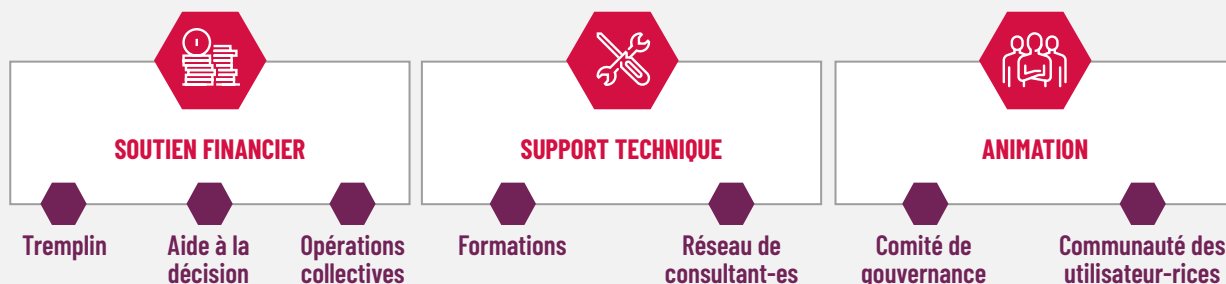 SOUTIEN FINANCIER
Tremplin
Aide à la
décision
Opérations
collectives
SUPPORT TECHNIQUE
Formations
Réseau de
consultant-es
ANIMATION
Comité de
gouvernance
Communauté des
utilisateur-rices